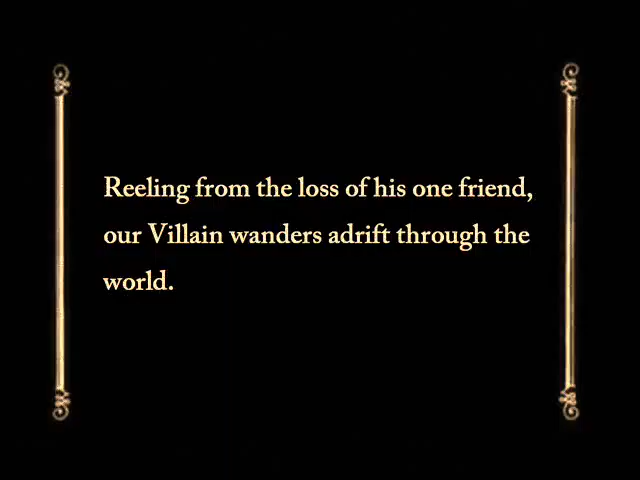 Reeling from the loss of his one friend,
our Villain wanders adrift through the
world.